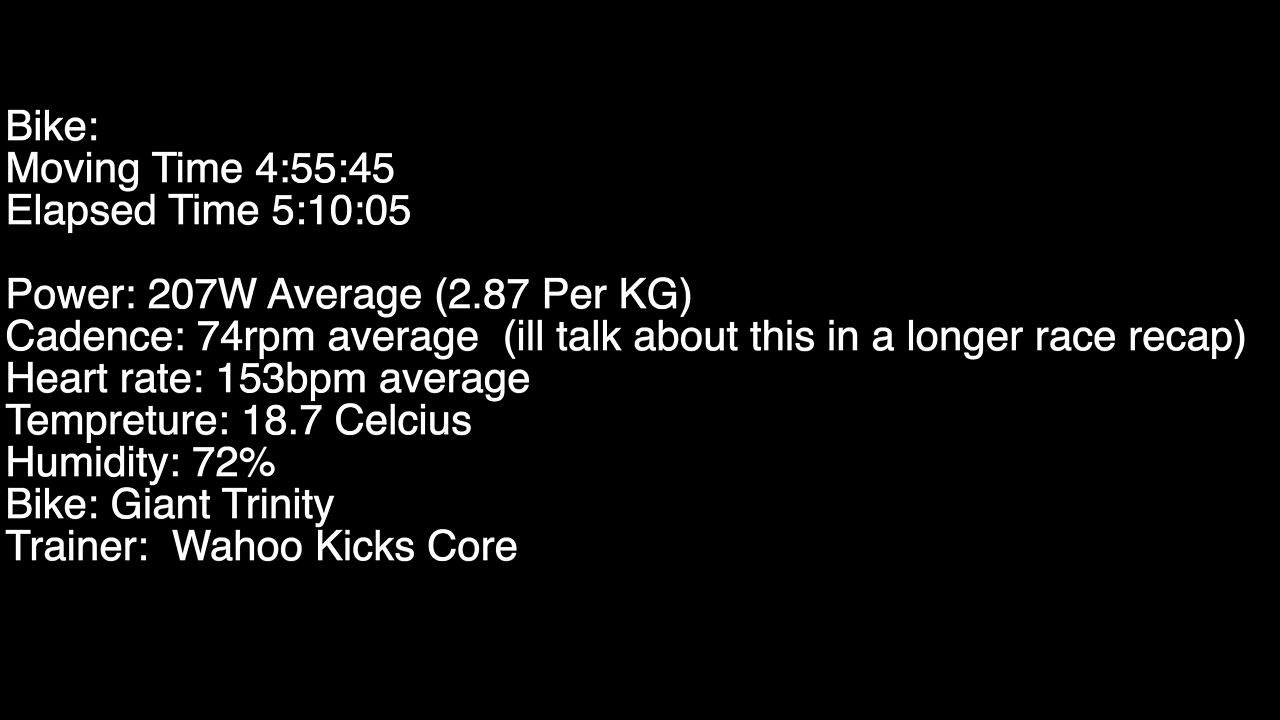 Bike:
Moving Time 4:55:45
Elapsed Time 5:10:05
Power: 207W Average (2.87 Per KG)
Cadence: 74rpm average  (ill talk about this in a longer race recap)
Heart rate: 153bpm average
Tempreture: 18.7 Celcius
Humidity: 72%
Bike: Giant Trinity
Trainer:  Wahoo Kicks Core